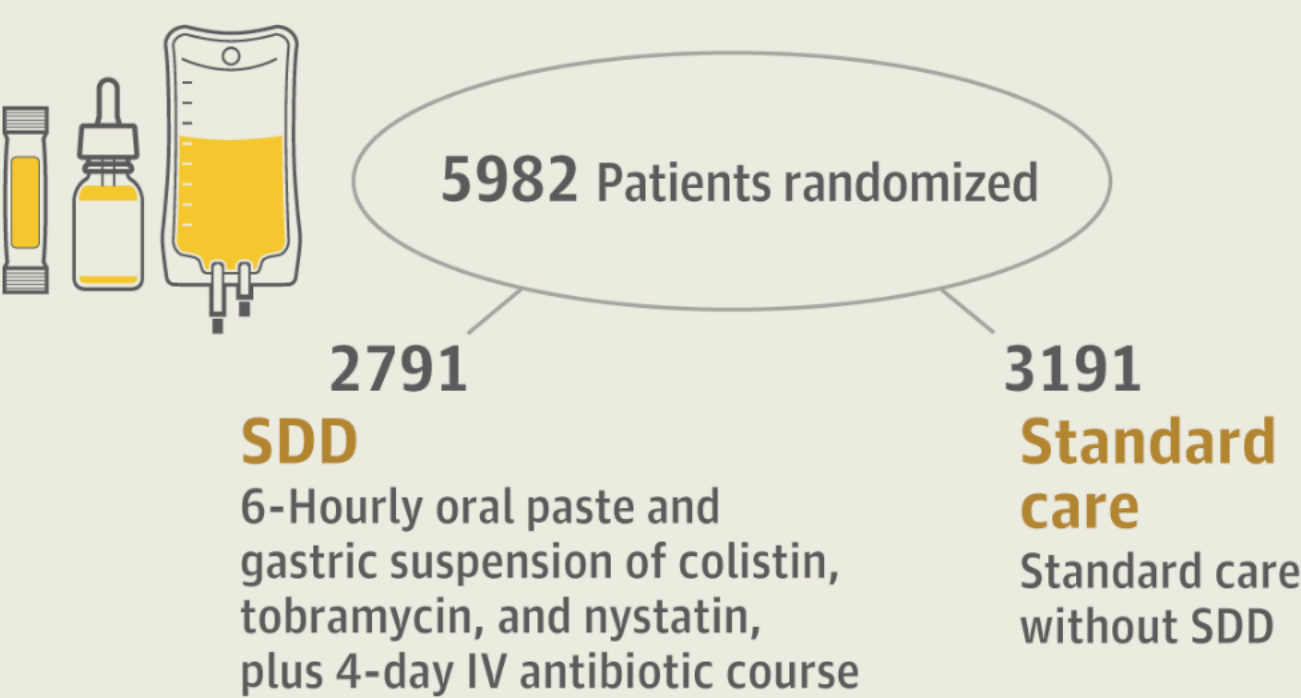 5982 Patients randomized
2791
SDD
6-Hourly oral paste and
gastric suspension of colistin,
tobramycin, and nystatin,
plus 4-day IV antibiotic course
3191
Standard
care
Standard care
without SDD